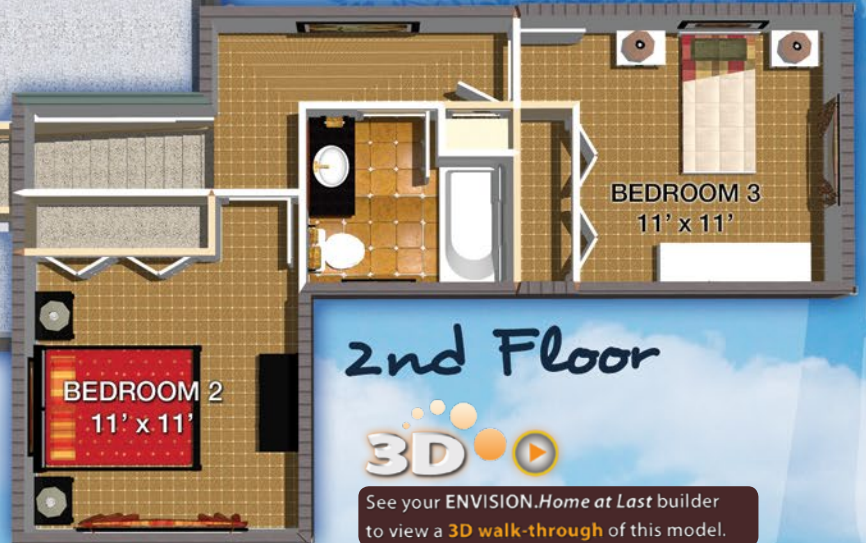 BEDROOM 3
11' x 11'
BEDROOM 2
11' x 11'
2nd Floor
3D
See your ENVISION.Home at Last builder
to view a 3D walk-through of this model.